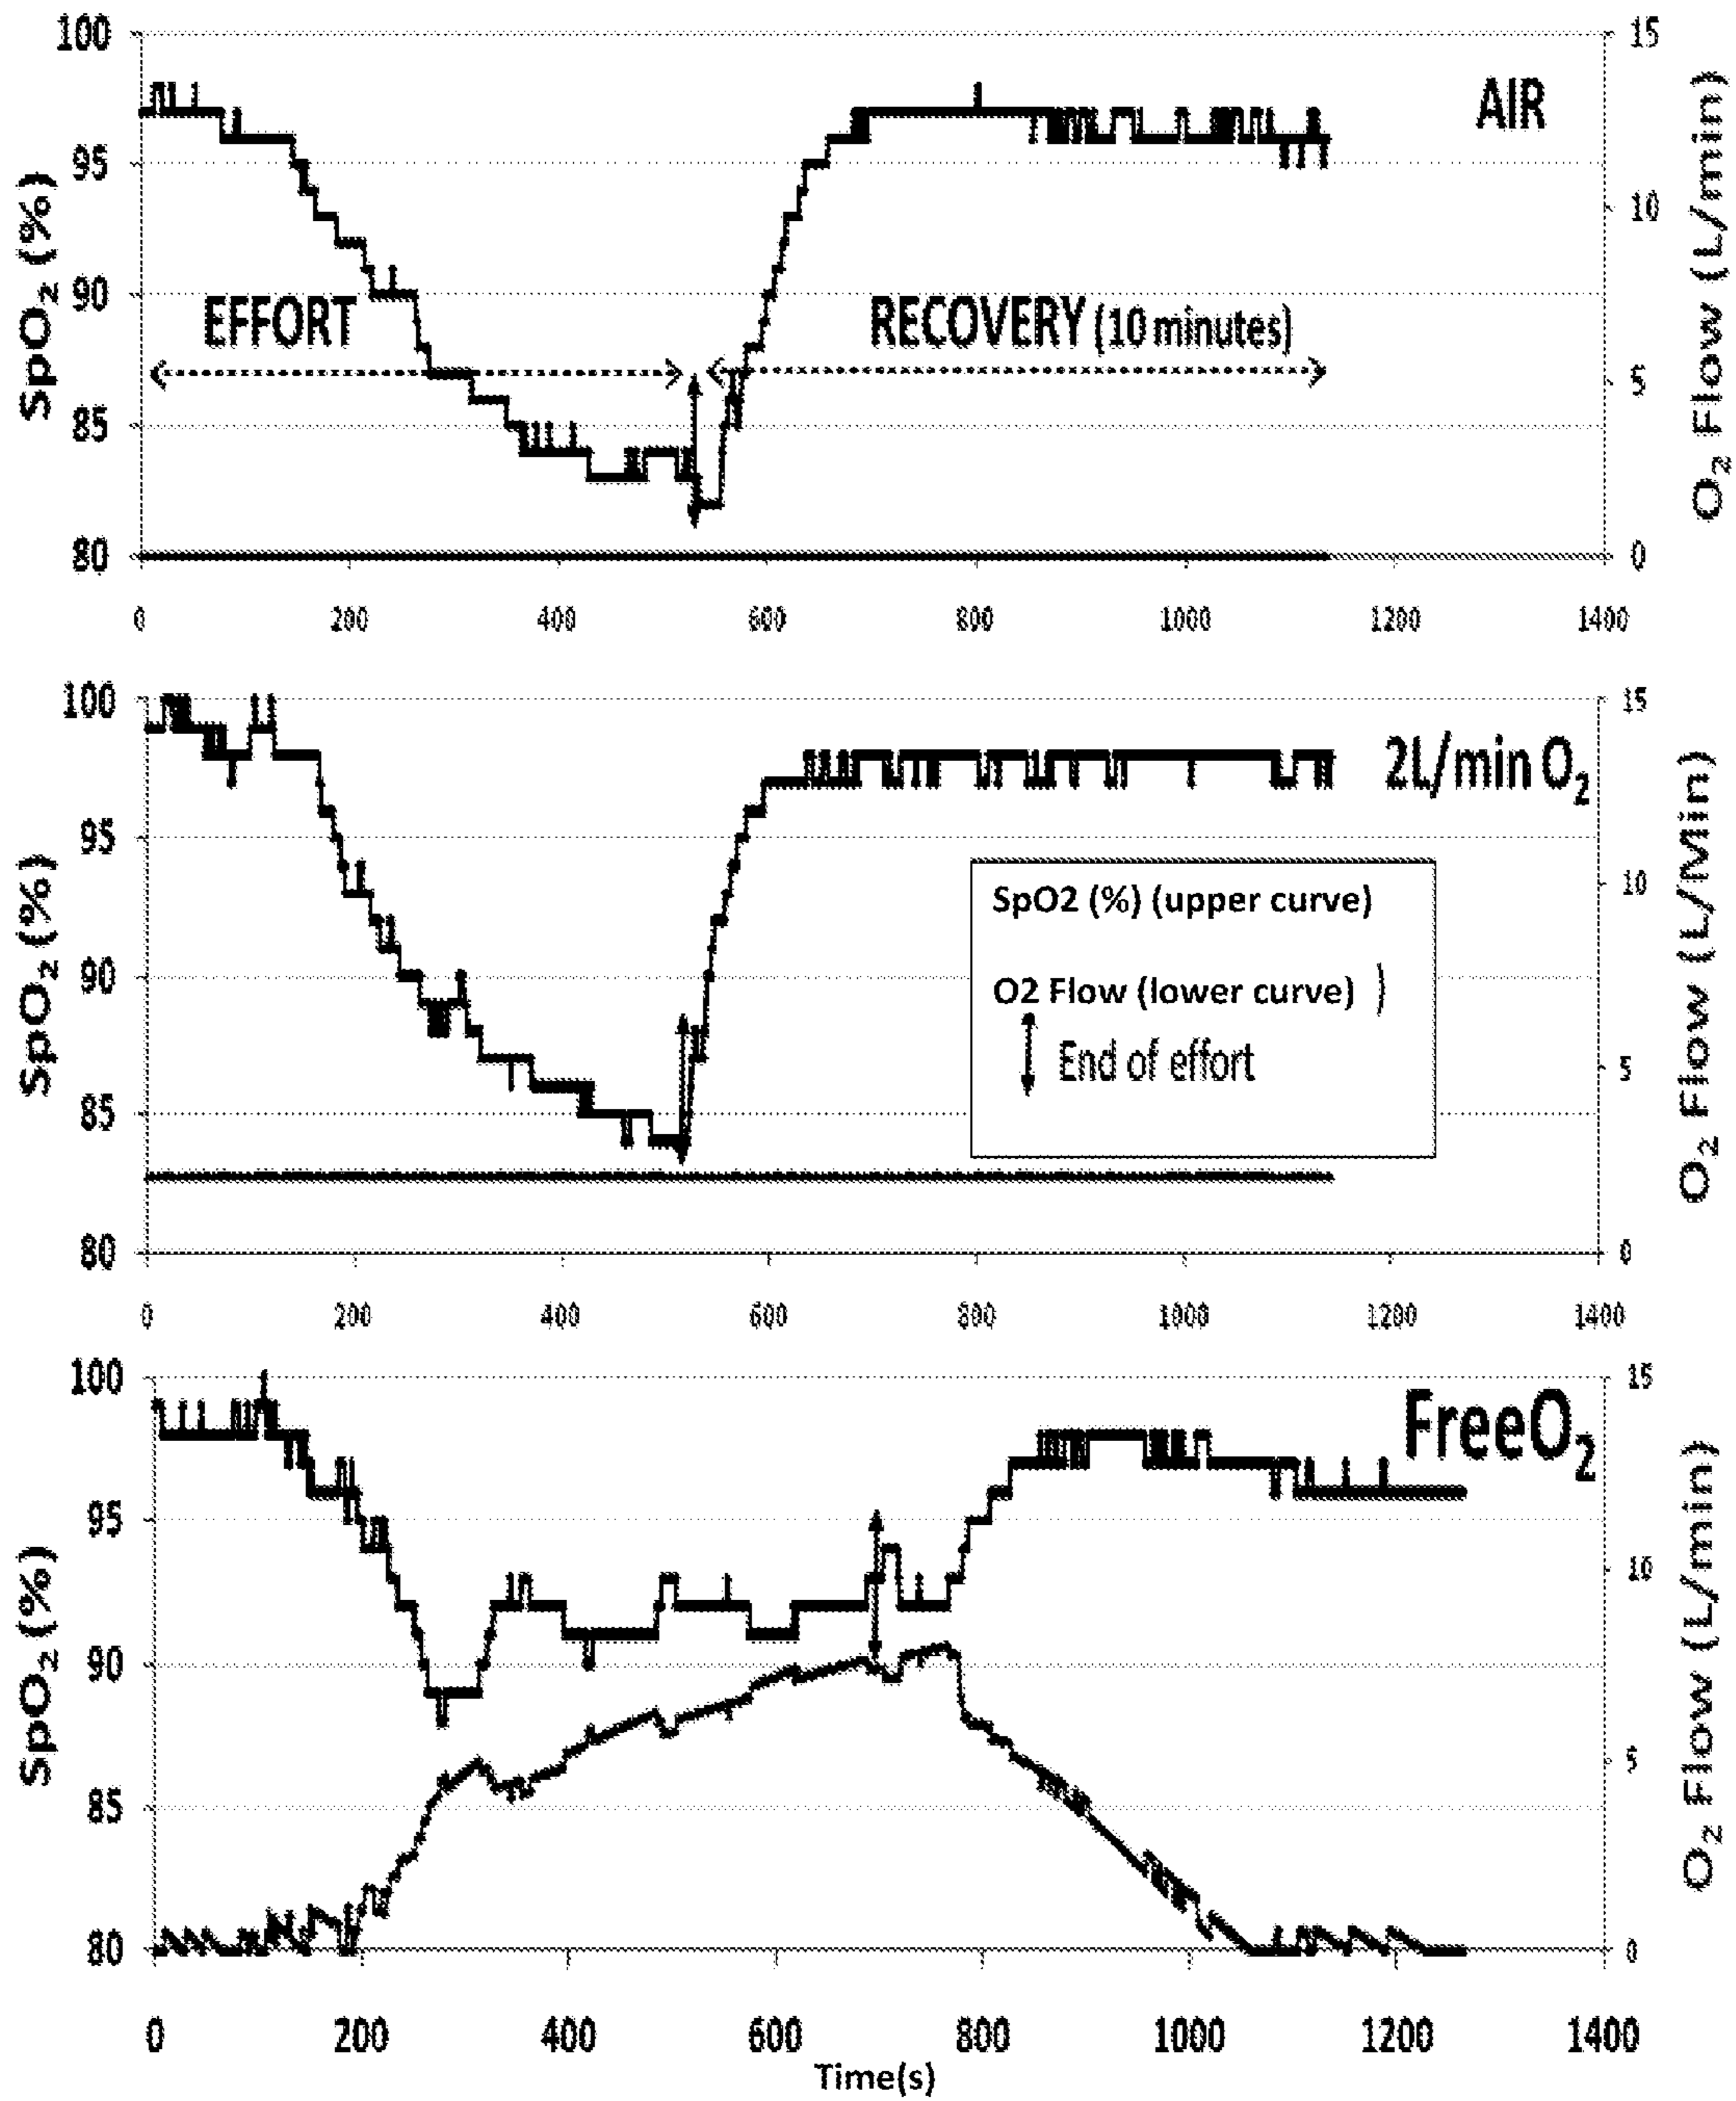 100
95
90
85
80
SpO₂ (%)
15
10
5
0
O₂ Flow (L/min)
AIR
EFFORT
RECOVERY (10 minutes)
0 200 400 600 800 1000 1200 1400
100
95
90
85
80
SpO₂ (%)
15
10
5
0
O₂ Flow (L/Min)
2L/min O₂
SpO2 (%) (upper curve)
O2 Flow (lower curve) )
End of effort
0 200 400 600 800 1000 1200 1400
100
95
90
85
80
SpO₂ (%)
15
10
5
0
O₂ Flow (L/min)
FreeO₂
0 200 400 600 800 1000 1200 1400
Time(s)